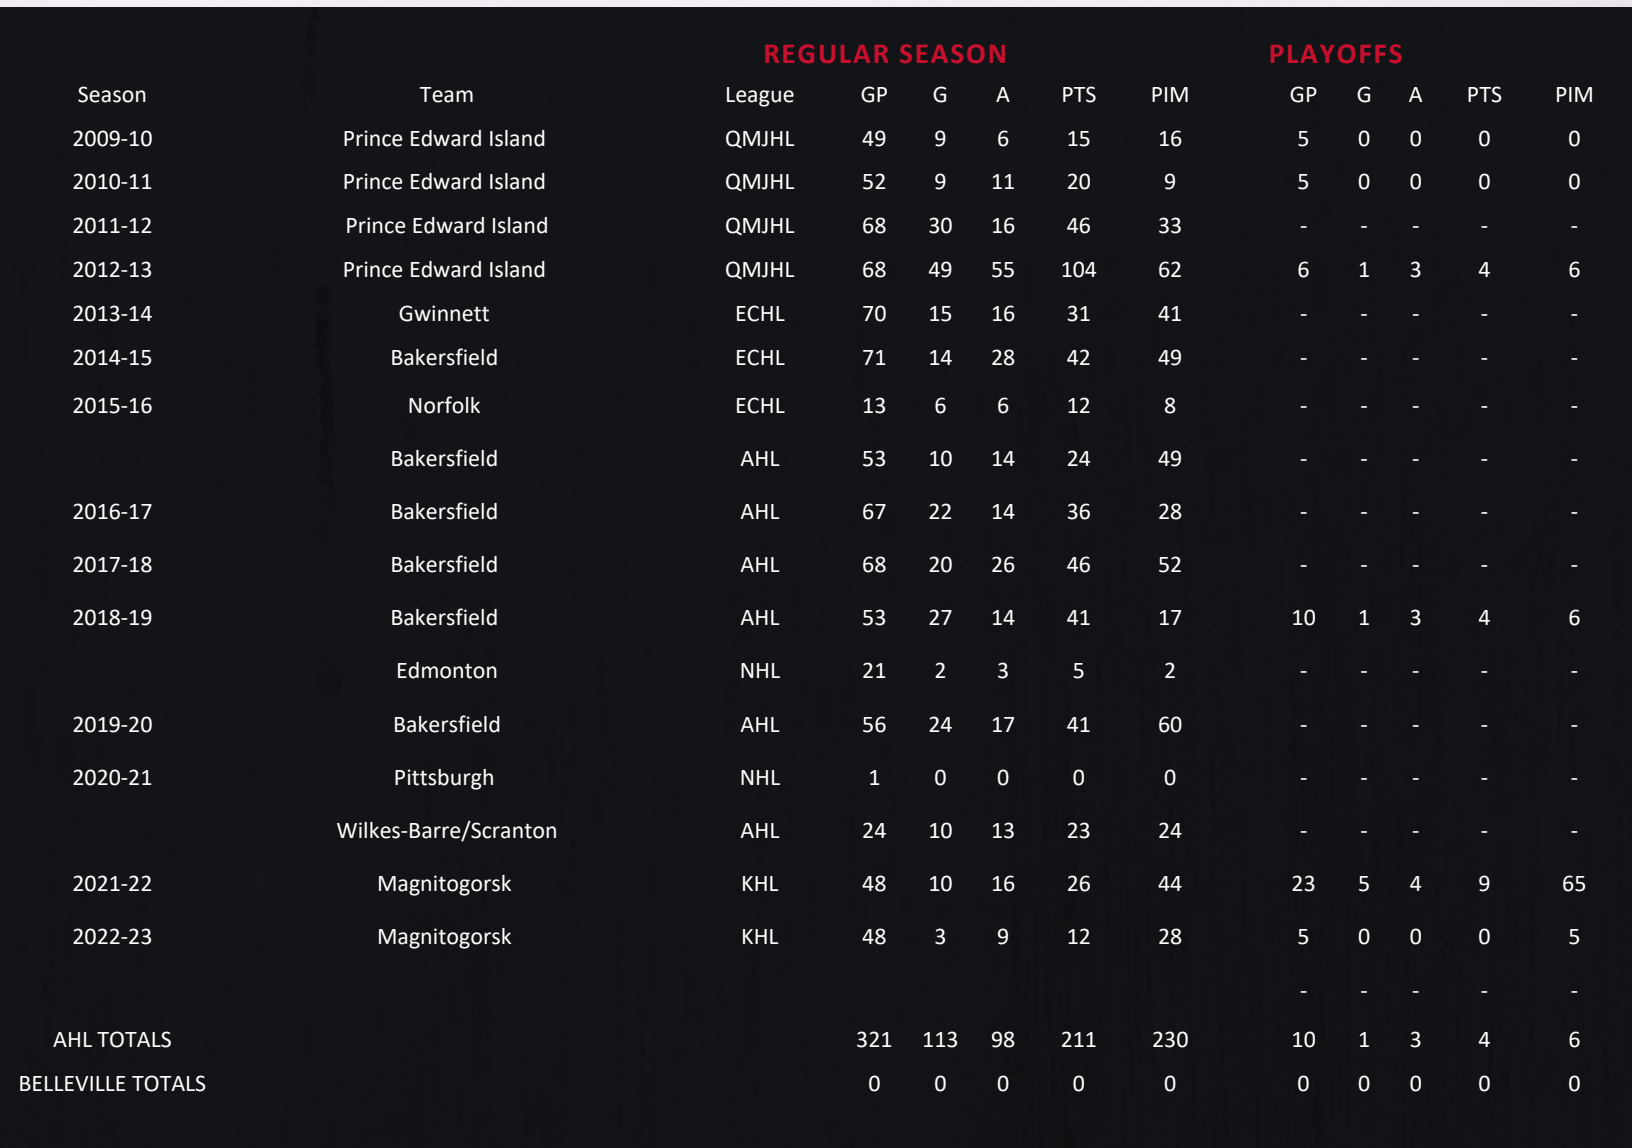 REGULAR SEASON PLAYOFFS
Season Team League GP G A PTS PIM GP G A PTS PIM
2009-10 Prince Edward Island QMJHL 49 9 6 15 16 5 0 0 0 0
2010-11 Prince Edward Island QMJHL 52 9 11 20 9 5 0 0 0 0
2011-12 Prince Edward Island QMJHL 68 30 16 46 33 - - - - -
2012-13 Prince Edward Island QMJHL 68 49 55 104 62 6 1 3 4 6
2013-14 Gwinnett ECHL 70 15 16 31 41 - - - - -
2014-15 Bakersfield ECHL 71 14 28 42 49 - - - - -
2015-16 Norfolk ECHL 13 6 6 12 8 - - - - -
Bakersfield AHL 53 10 14 24 49 - - - - -
2016-17 Bakersfield AHL 67 22 14 36 28 - - - - -
2017-18 Bakersfield AHL 68 20 26 46 52 - - - - -
2018-19 Bakersfield AHL 53 27 14 41 17 10 1 3 4 6
Edmonton NHL 21 2 3 5 2 - - - - -
2019-20 Bakersfield AHL 56 24 17 41 60 - - - - -
2020-21 Pittsburgh NHL 1 0 0 0 0 - - - - -
Wilkes-Barre/Scranton AHL 24 10 13 23 24 - - - - -
2021-22 Magnitogorsk KHL 48 10 16 26 44 23 5 4 9 65
2022-23 Magnitogorsk KHL 48 3 9 12 28 5 0 0 0 5
- - - - -
AHL TOTALS 321 113 98 211 230 10 1 3 4 6
BELLEVILLE TOTALS 0 0 0 0 0 0 0 0 0 0